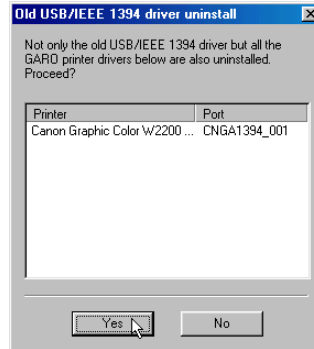 Old USB/IEEE 1394 driver uninstall
Not only the old USB/IEEE 1394 driver but all the
GARO printer drivers below are also uninstalled.
Proceed?
Printer Port
Canon Graphic Color W2200 ... CNGA1394_001
Yes No